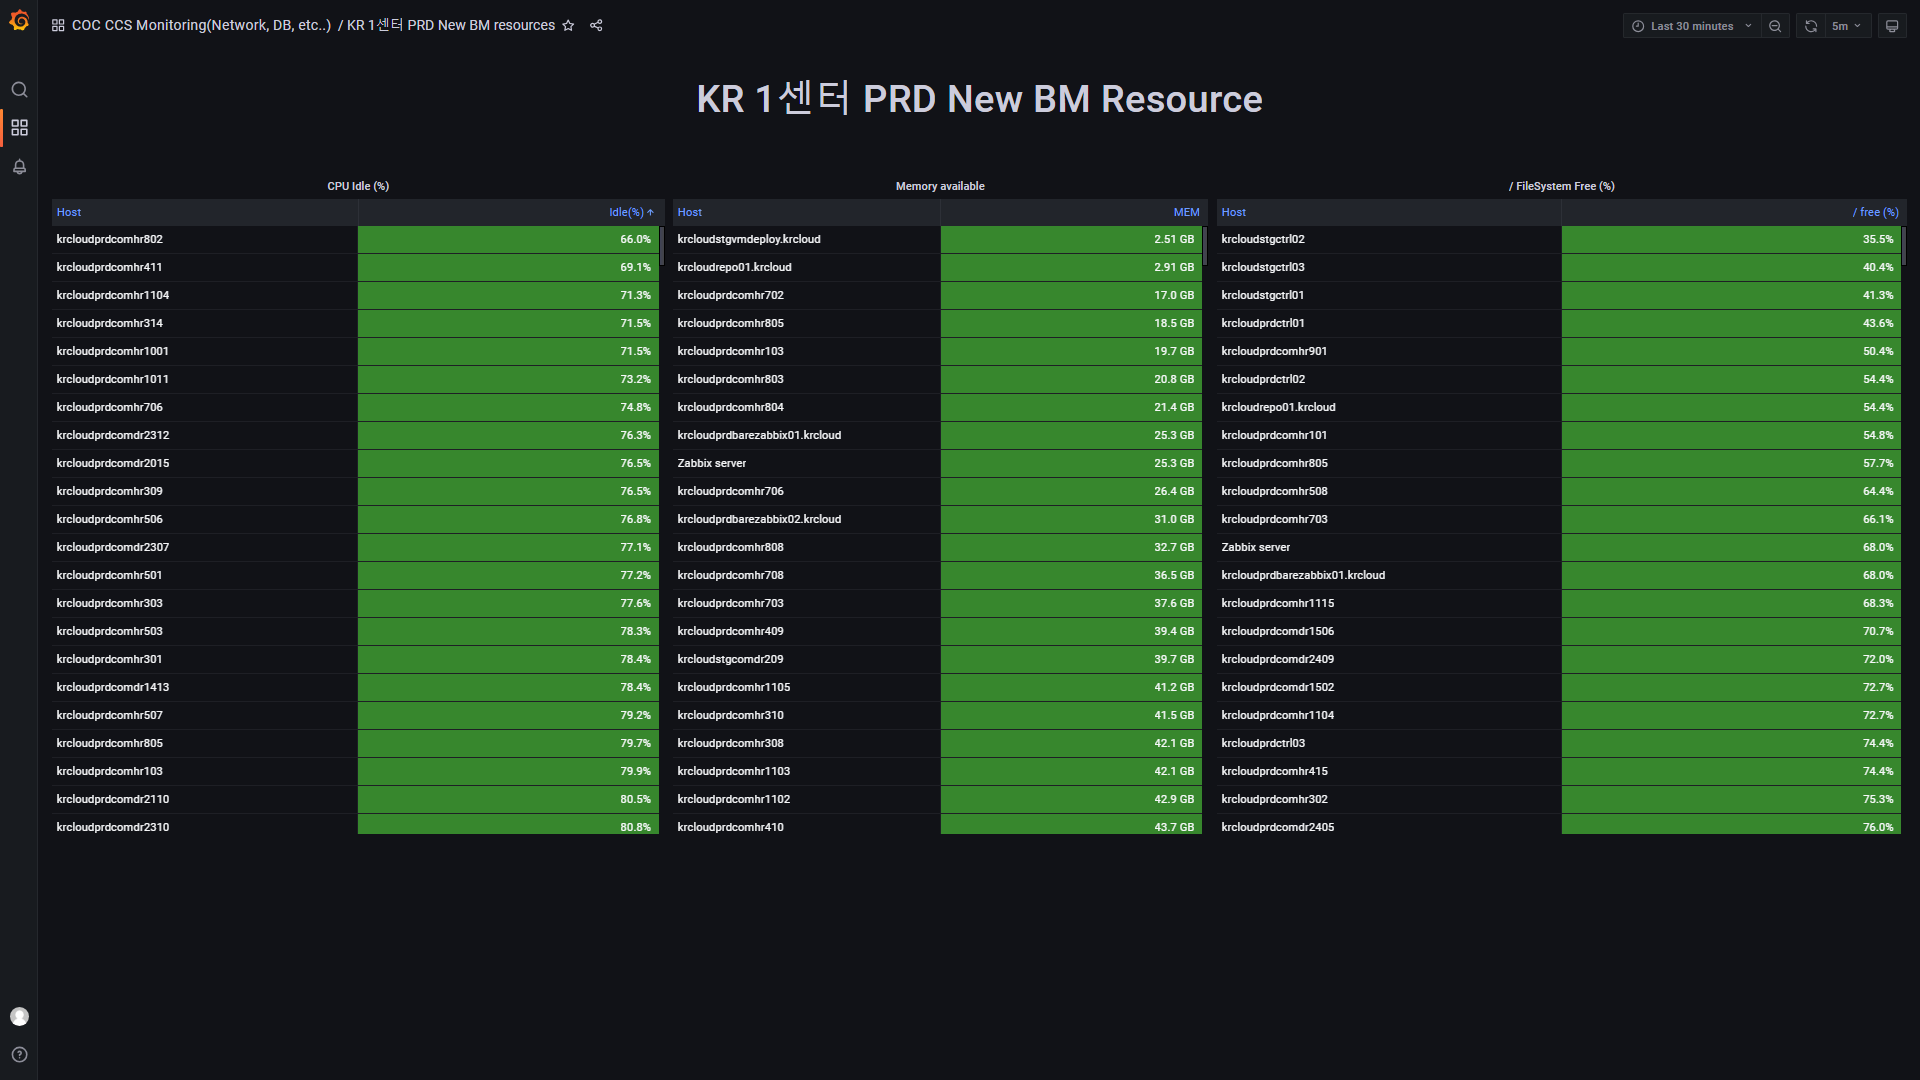 COC CCS Monitoring(Network, DB, etc..) / KR 1센터 PRD New BM resources
Last 30 minutes
5m
KR 1센터 PRD New BM Resource
CPU Idle (%)
Host Idle(%)
krcloudprdcomhr802 66.0%
krcloudprdcomhr411 69.1%
krcloudprdcomhr1104 71.3%
krcloudprdcomhr314 71.5%
krcloudprdcomhr1001 71.5%
krcloudprdcomhr1011 73.2%
krcloudprdcomhr706 74.8%
krcloudprdcomdr2312 76.3%
krcloudprdcomdr2015 76.5%
krcloudprdcomhr309 76.5%
krcloudprdcomhr506 76.8%
krcloudprdcomdr2307 77.1%
krcloudprdcomhr501 77.2%
krcloudprdcomhr303 77.6%
krcloudprdcomhr503 78.3%
krcloudprdcomhr301 78.4%
krcloudprdcomdr1413 78.4%
krcloudprdcomhr507 79.2%
krcloudprdcomhr805 79.7%
krcloudprdcomhr103 79.9%
krcloudprdcomdr2110 80.5%
krcloudprdcomdr2310 80.8%
Memory available
Host MEM
krcloudstgvmdeploy.krcloud 2.51 GB
krcloudrepo01.krcloud 2.91 GB
krcloudprdcomhr702 17.0 GB
krcloudprdcomhr805 18.5 GB
krcloudprdcomhr103 19.7 GB
krcloudprdcomhr803 20.8 GB
krcloudprdcomhr804 21.4 GB
krcloudprdbarezabbix01.krcloud 25.3 GB
Zabbix server 25.3 GB
krcloudprdcomhr706 26.4 GB
krcloudprdbarezabbix02.krcloud 31.0 GB
krcloudprdcomhr808 32.7 GB
krcloudprdcomhr708 36.5 GB
krcloudprdcomhr703 37.6 GB
krcloudprdcomhr409 39.4 GB
krcloudstgcomdr209 39.7 GB
krcloudprdcomhr1105 41.2 GB
krcloudprdcomhr310 41.5 GB
krcloudprdcomhr308 42.1 GB
krcloudprdcomhr1103 42.1 GB
krcloudprdcomhr1102 42.9 GB
krcloudprdcomhr410 43.7 GB
/ FileSystem Free (%)
Host / free (%)
krcloudstgctrl02 35.5%
krcloudstgctrl03 40.4%
krcloudstgctrl01 41.3%
krcloudprdctrl01 43.6%
krcloudprdcomhr901 50.4%
krcloudprdctrl02 54.4%
krcloudrepo01.krcloud 54.4%
krcloudprdcomhr101 54.8%
krcloudprdcomhr805 57.7%
krcloudprdcomhr508 64.4%
krcloudprdcomhr703 66.1%
Zabbix server 68.0%
krcloudprdbarezabbix01.krcloud 68.0%
krcloudprdcomhr1115 68.3%
krcloudprdcomdr1506 70.7%
krcloudprdcomdr2409 72.0%
krcloudprdcomdr1502 72.7%
krcloudprdcomhr1104 72.7%
krcloudprdctrl03 74.4%
krcloudprdcomhr415 74.4%
krcloudprdcomhr302 75.3%
krcloudprdcomdr2405 76.0%